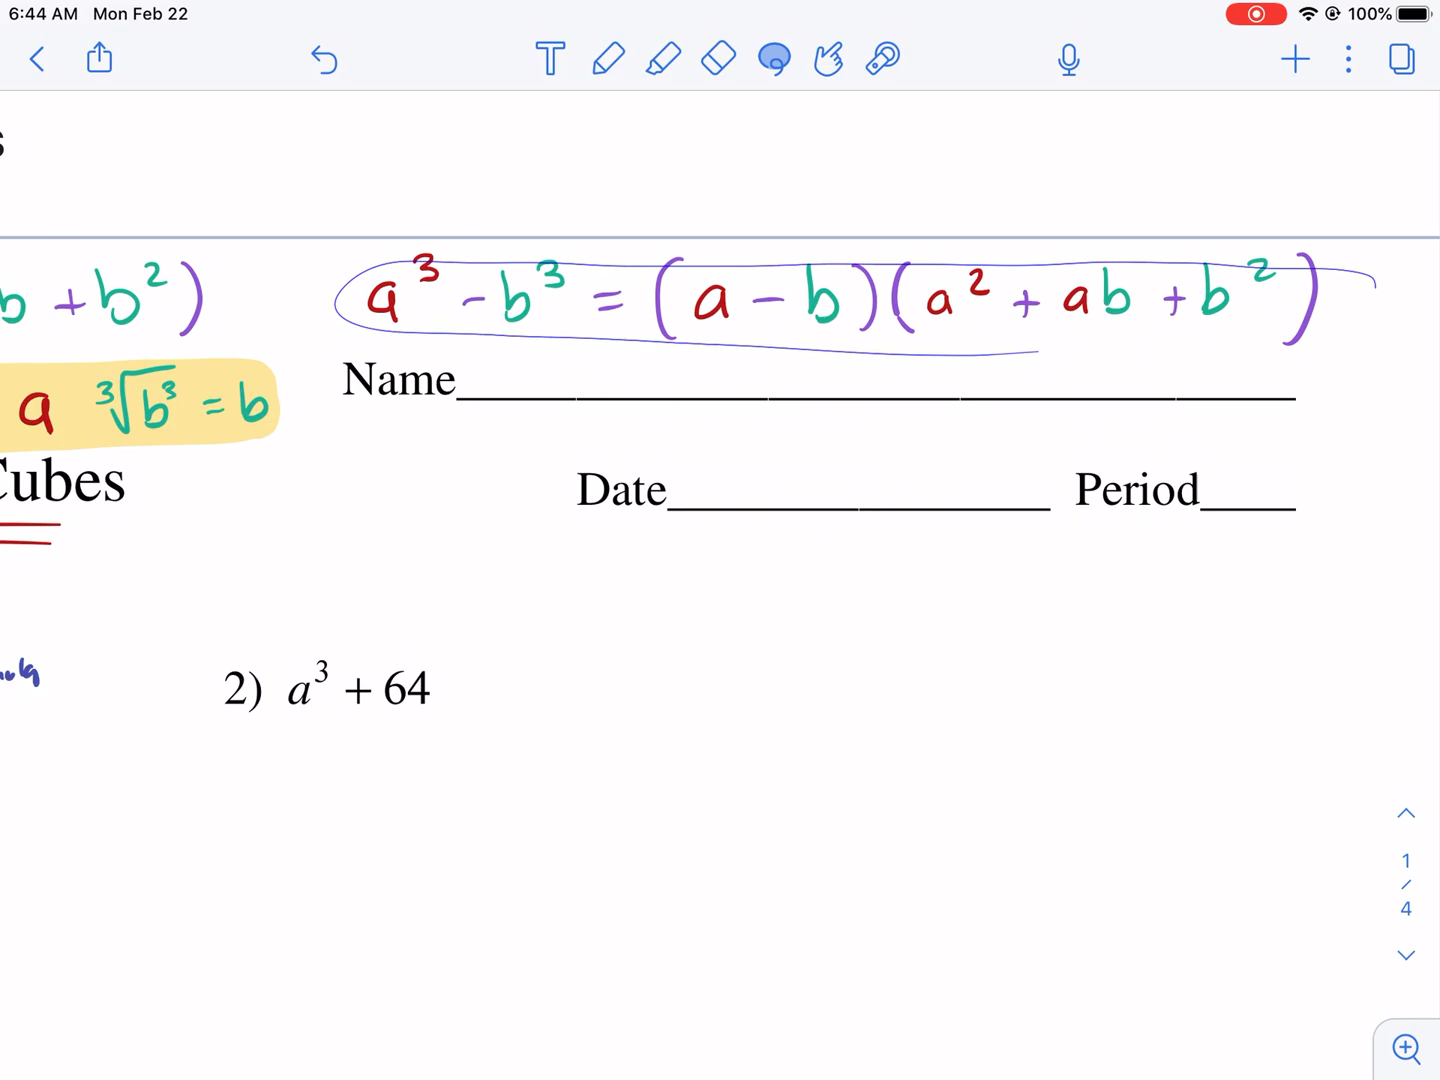 6:44 AM Mon Feb 22 100%
s
b + b²) a³ - b³ = (a - b)(a² + ab + b²)
Name
a ³√b³ = b
Cubes
Date Period
2) a³ + 64
1
/
4